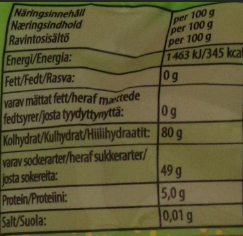 Näringsinnehåll per 100 g
Næringsindhold per 100 g
Ravintosisältö per 100 g
Energi/Energia: 1 463 kJ/345 kcal
Fett/Fedt/Rasva: 0 g
varav mättat fett/heraf mættede
fedtsyrer/josta tyydyttynyttä: 0 g
Kolhydrat/Kulhydrat/Hiilihydraatit: 80 g
varav sockerarter/heraf sukkerarter/
josta sokereita: 49 g
Protein/Proteiini: 5,0 g
Salt/Suola: 0,01 g